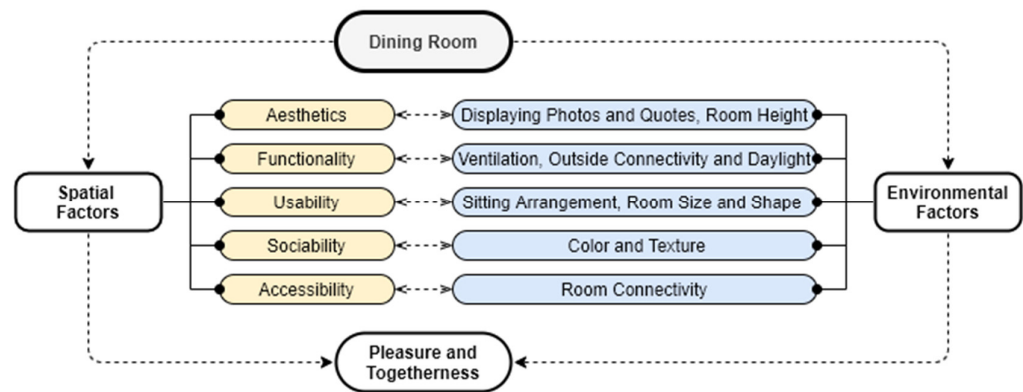 Dining Room
Aesthetics
Displaying Photos and Quotes, Room Height
Functionality
Ventilation, Outside Connectivity and Daylight
Spatial
Factors
Usability
Sitting Arrangement, Room Size and Shape
Environmental
Factors
Sociability
Color and Texture
Accessibility
Room Connectivity
Pleasure and
Togetherness